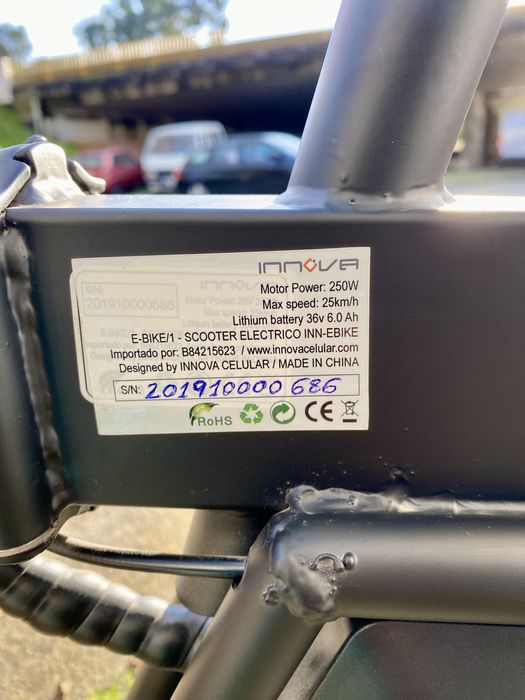 INNOVA
Motor Power: 250W
Max speed: 25km/h
Lithium battery 36v 6.0 Ah
E-BIKE/1 - SCOOTER ELECTRICO INN-EBIKE
Importado por: B84215623 / www.innovacelular.com
Designed by INNOVA CELULAR / MADE IN CHINA
S/N: 201910000686
RoHS CE
S/N:
201910000686